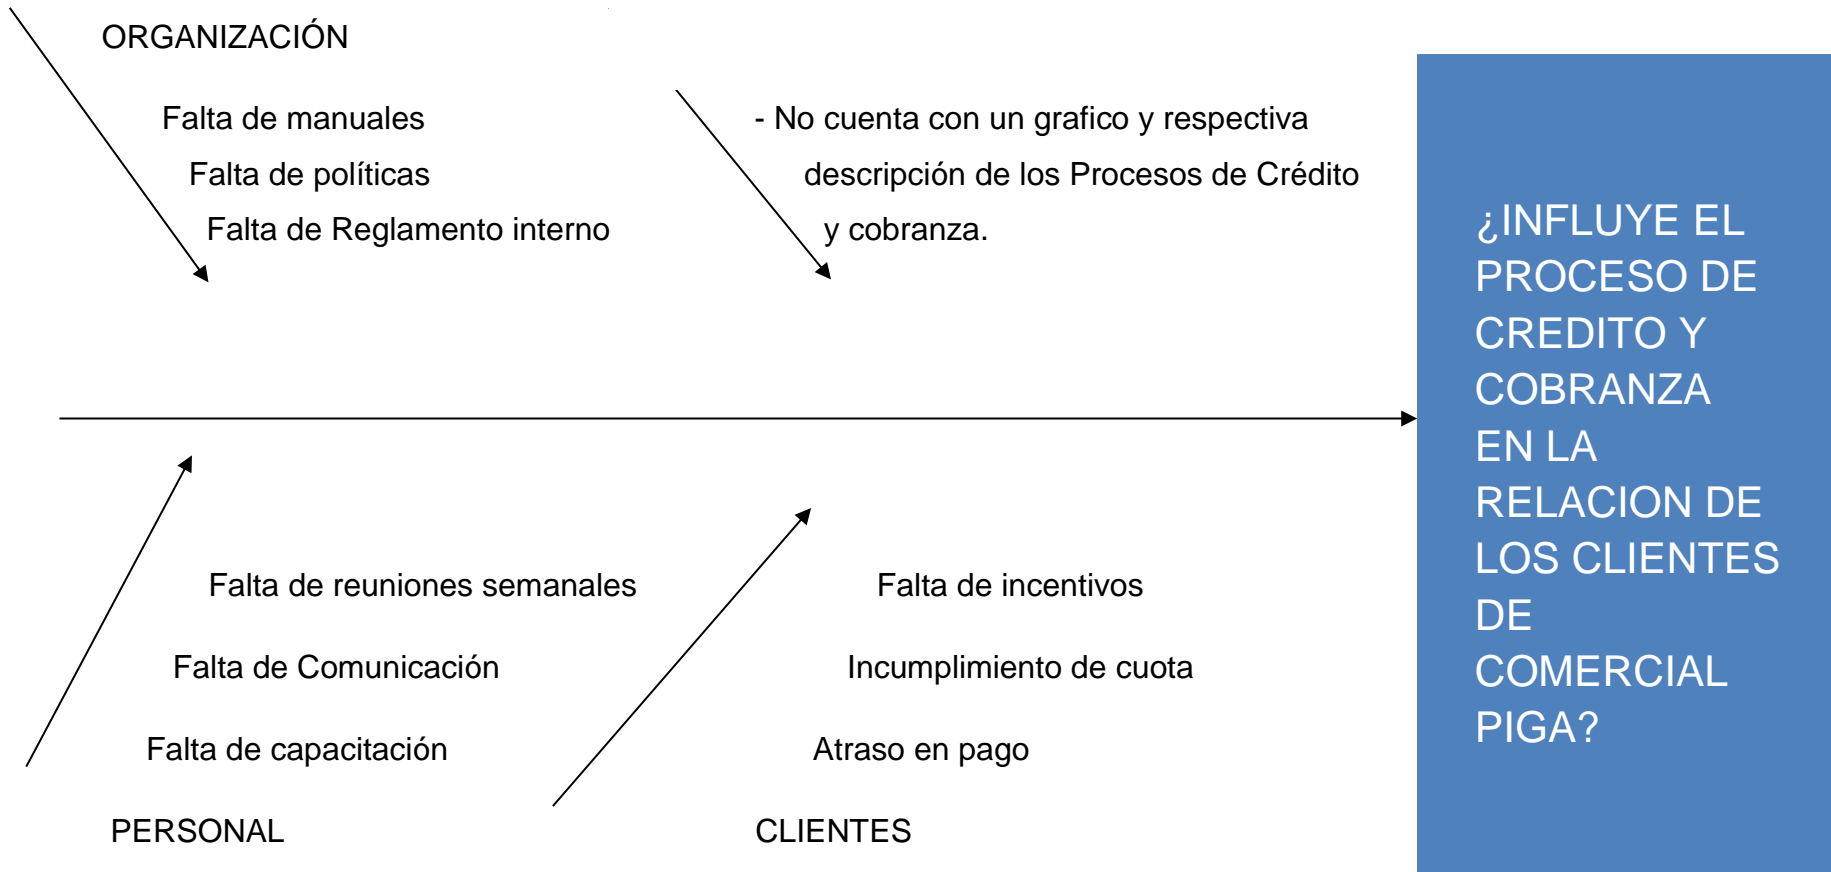 ORGANIZACIÓN
Falta de manuales
Falta de políticas
Falta de Reglamento interno
- No cuenta con un grafico y respectiva
descripción de los Procesos de Crédito
y cobranza.
Falta de reuniones semanales
Falta de Comunicación
Falta de capacitación
PERSONAL
Falta de incentivos
Incumplimiento de cuota
Atraso en pago
CLIENTES
¿INFLUYE EL
PROCESO DE
CREDITO Y
COBRANZA
EN LA
RELACION DE
LOS CLIENTES
DE
COMERCIAL
PIGA?